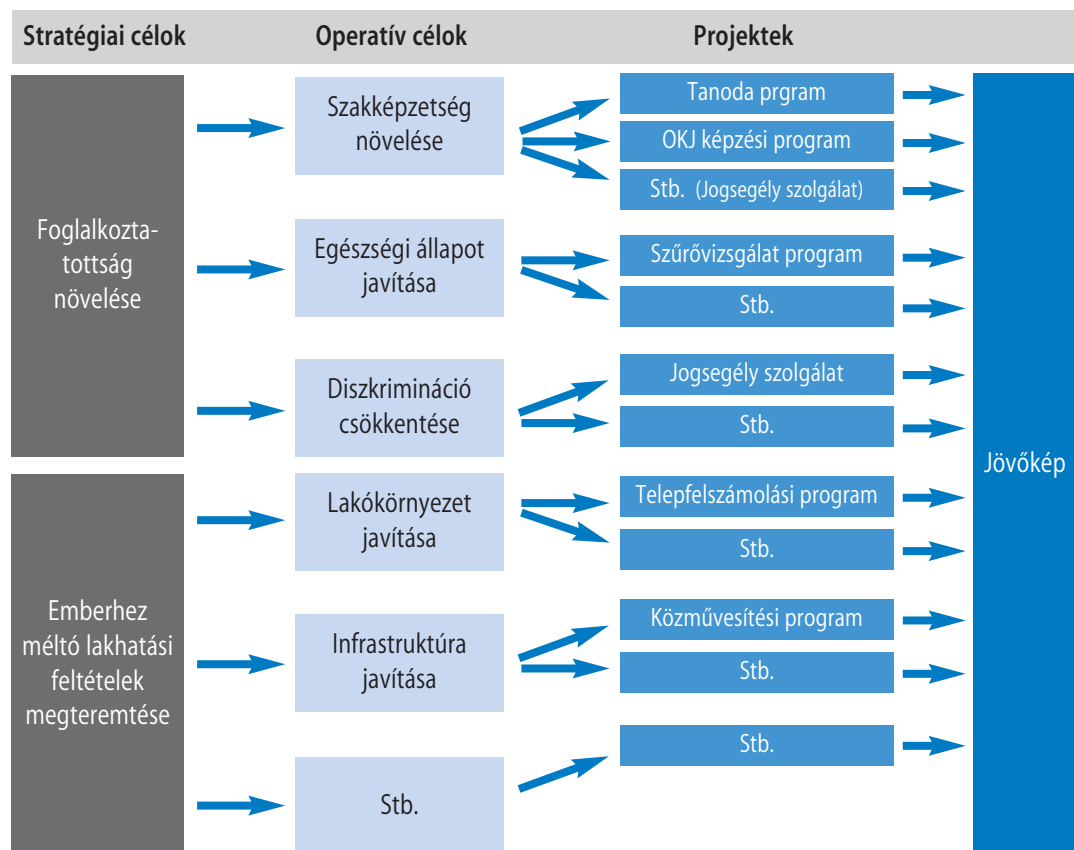 Stratégiai célok
Operatív célok
Projektek
Foglalkozta-
tottság
növelése
Szakképzetség
növelése
Tanoda prgram
OKJ képzési program
Stb. (Jogsegély szolgálat)
Egészségi állapot
javítása
Szűrővizsgálat program
Stb.
Diszkrimináció
csökkentése
Jogsegély szolgálat
Stb.
Emberhez
méltó lakhatási
feltételek
megteremtése
Lakókörnyezet
javítása
Telepfelszámolási program
Stb.
Infrastruktúra
javítása
Közművesítési program
Stb.
Stb.
Stb.
Jövőkép